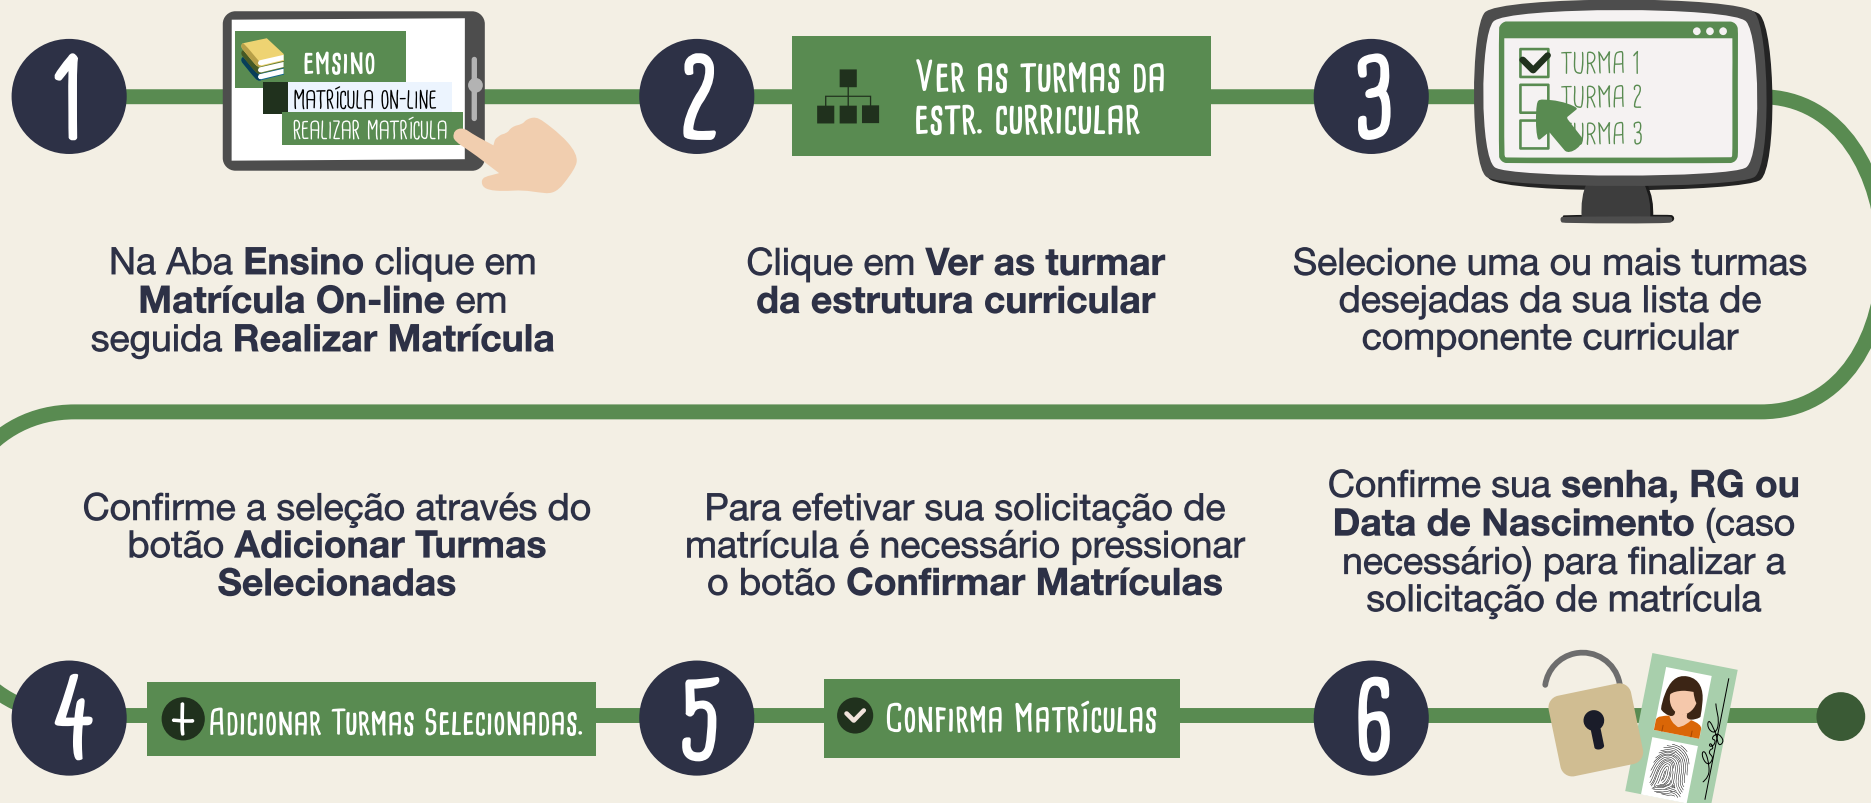 1
EMSINO
MATRÍCULA ON-LINE
REALIZAR MATRÍCULA
Na Aba Ensino clique em
Matrícula On-line em
seguida Realizar Matrícula
2
VER AS TURMAS DA
ESTR. CURRICULAR
Clique em Ver as turmar
da estrutura curricular
3
TURMA 1
TURMA 2
URMA 3
Selecione uma ou mais turmas
desejadas da sua lista de
componente curricular
Confirme a seleção através do
botão Adicionar Turmas
Selecionadas
4
ADICIONAR TURMAS SELECIONADAS.
Para efetivar sua solicitação de
matrícula é necessário pressionar
o botão Confirmar Matrículas
5
CONFIRMA MATRÍCULAS
Confirme sua senha, RG ou
Data de Nascimento (caso
necessário) para finalizar a
solicitação de matrícula
6